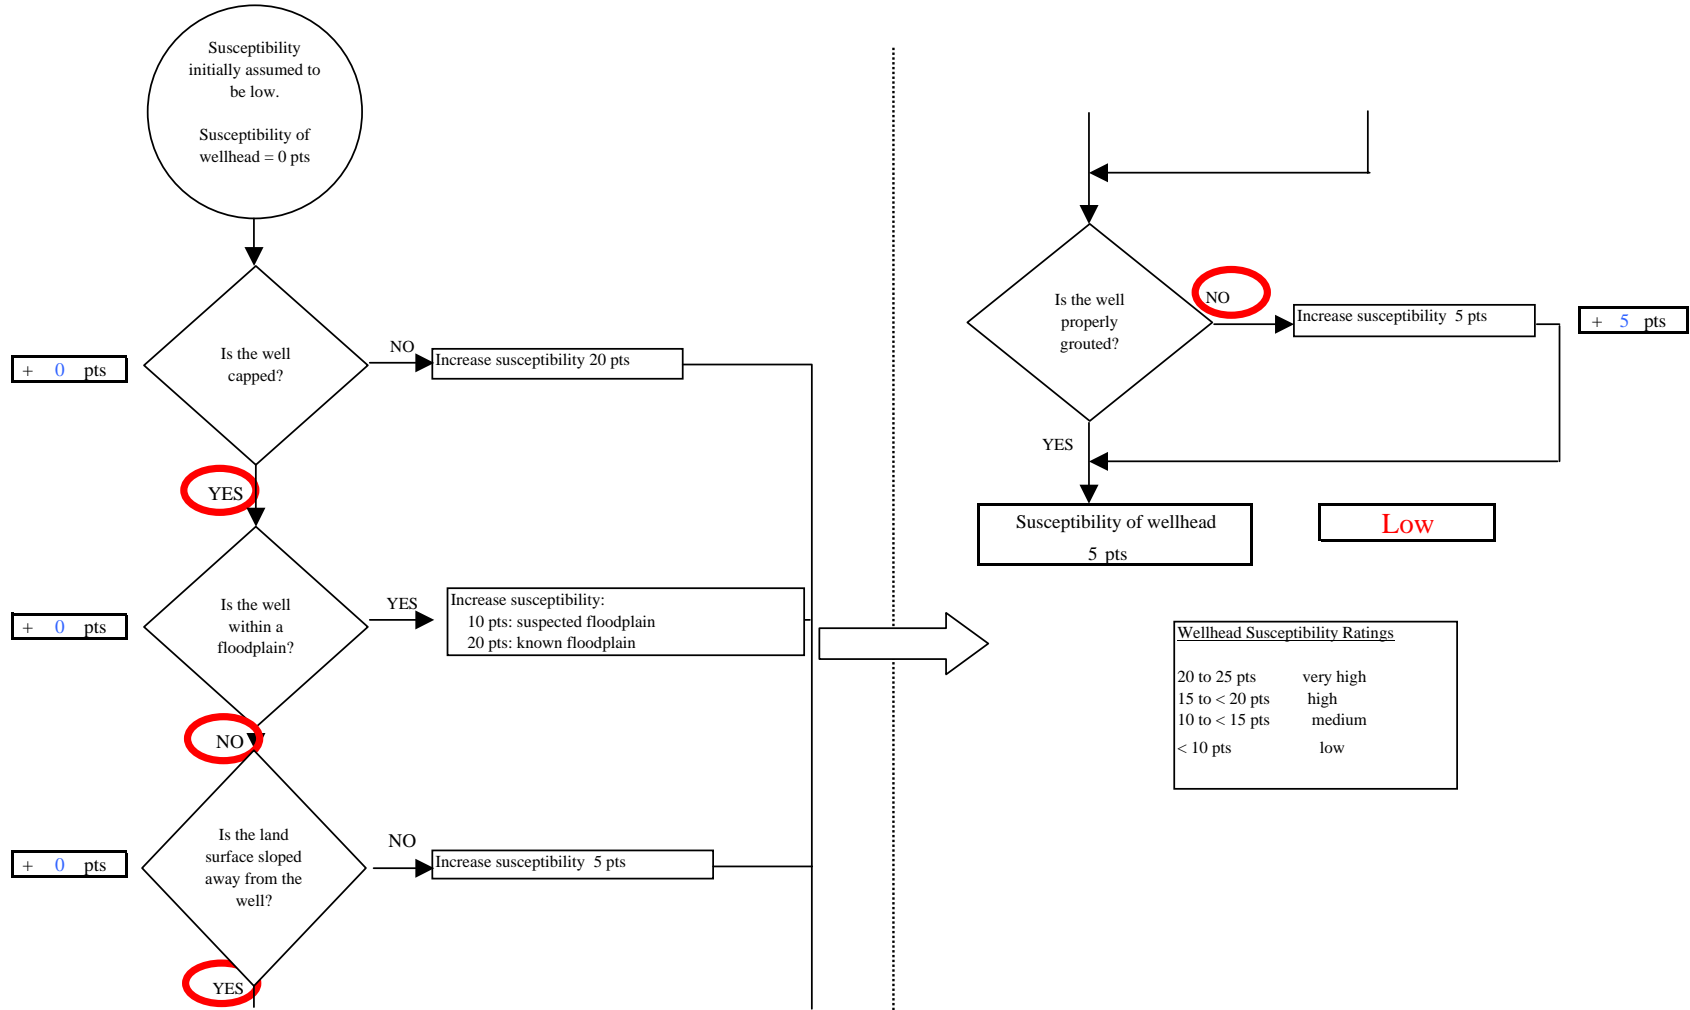 Susceptibility
initially assumed to
be low.
Susceptibility of
wellhead = 0 pts
Is the well
capped?
+ 0 pts
NO
Increase susceptibility 20 pts
YES
Is the well
within a
floodplain?
+ 0 pts
YES
Increase susceptibility:
10 pts: suspected floodplain
20 pts: known floodplain
NO
Is the land
surface sloped
away from the
well?
+ 0 pts
NO
Increase susceptibility 5 pts
YES
Is the well
properly
grouted?
NO
Increase susceptibility 5 pts
+ 5 pts
YES
Susceptibility of wellhead
5 pts
Low
Wellhead Susceptibility Ratings
20 to 25 pts very high
15 to < 20 pts high
10 to < 15 pts medium
< 10 pts low